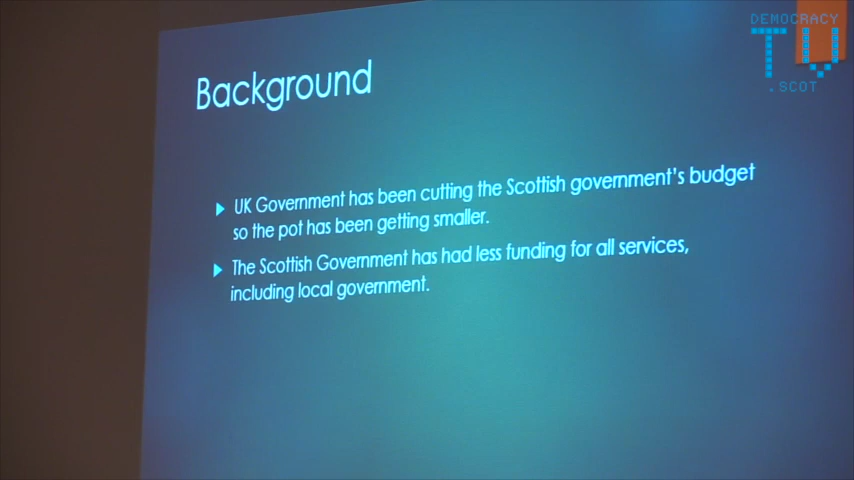 DEMOCRACY
TV
.SCOT
Background
UK Government has been cutting the Scottish government's budget
so the pot has been getting smaller.
The Scottish Government has had less funding for all services,
including local government.